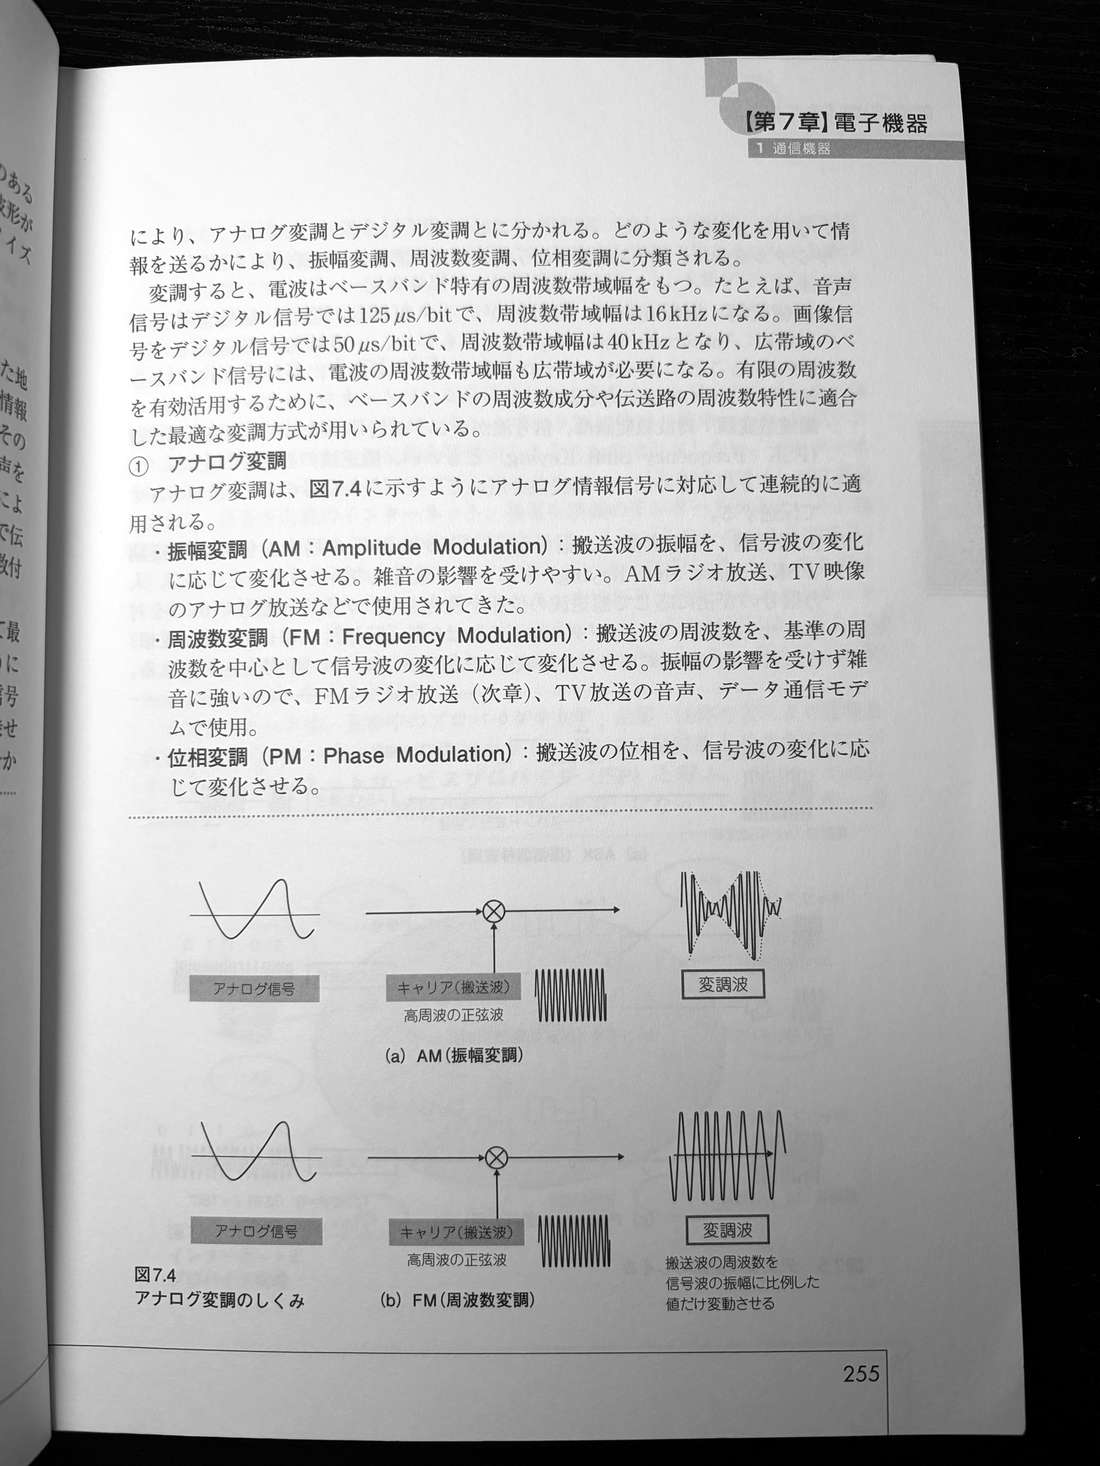 のある
波形が
イズ
た地
情報
その
声を
によ
で伝
数付
て最
に
信号
せ
か
【第7章】電子機器
1 通信機器
により、アナログ変調とデジタル変調とに分かれる。どのような変化を用いて情
報を送るかにより、振幅変調、周波数変調、位相変調に分類される。
変調すると、電波はベースバンド特有の周波数帯域幅をもつ。たとえば、音声
信号はデジタル信号では125μs/bitで、周波数帯域幅は16kHzになる。画像信
号をデジタル信号では50μs/bitで、周波数帯域幅は40kHzとなり、広帯域のベ
ースバンド信号には、電波の周波数帯域幅も広帯域が必要になる。有限の周波数
を有効活用するために、ベースバンドの周波数成分や伝送路の周波数特性に適合
した最適な変調方式が用いられている。
① アナログ変調
アナログ変調は、図7.4に示すようにアナログ情報信号に対応して連続的に適
用される。
・振幅変調（AM：Amplitude Modulation）：搬送波の振幅を、信号波の変化
に応じて変化させる。雑音の影響を受けやすい。AMラジオ放送、TV映像
のアナログ放送などで使用されてきた。
・周波数変調（FM：Frequency Modulation）：搬送波の周波数を、基準の周
波数を中心として信号波の変化に応じて変化させる。振幅の影響を受けず雑
音に強いので、FMラジオ放送（次章）、TV放送の音声、データ通信モデ
ムで使用。
・位相変調（PM：Phase Modulation）：搬送波の位相を、信号波の変化に応
じて変化させる。
アナログ信号
キャリア（搬送波）
高周波の正弦波
変調波
(a) AM（振幅変調）
アナログ信号
キャリア（搬送波）
高周波の正弦波
変調波
搬送波の周波数を
信号波の振幅に比例した
値だけ変動させる
(b) FM（周波数変調）
図7.4
アナログ変調のしくみ
255